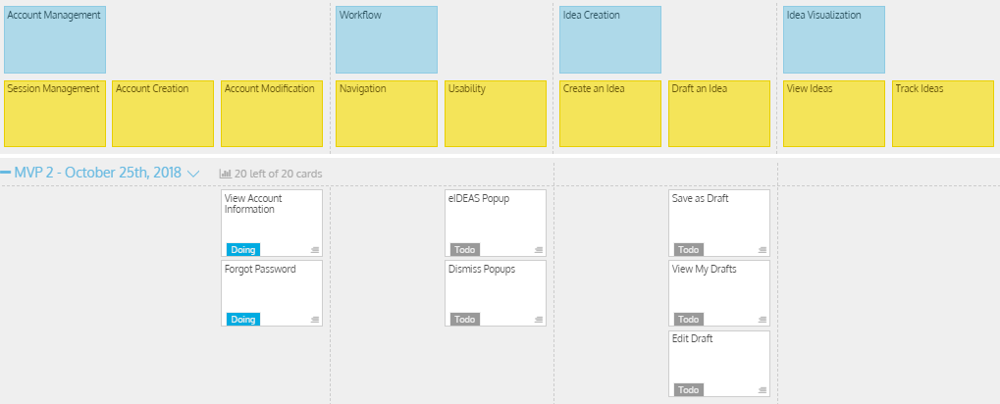 Account Management
Workflow
Idea Creation
Idea Visualization
Session Management
Account Creation
Account Modification
Navigation
Usability
Create an Idea
Draft an Idea
View Ideas
Track Ideas
MVP 2 - October 25th, 2018
20 left of 20 cards
View Account
Information
Doing
eIDEAS Popup
Todo
Save as Draft
Todo
Forgot Password
Doing
Dismiss Popups
Todo
View My Drafts
Todo
Edit Draft
Todo